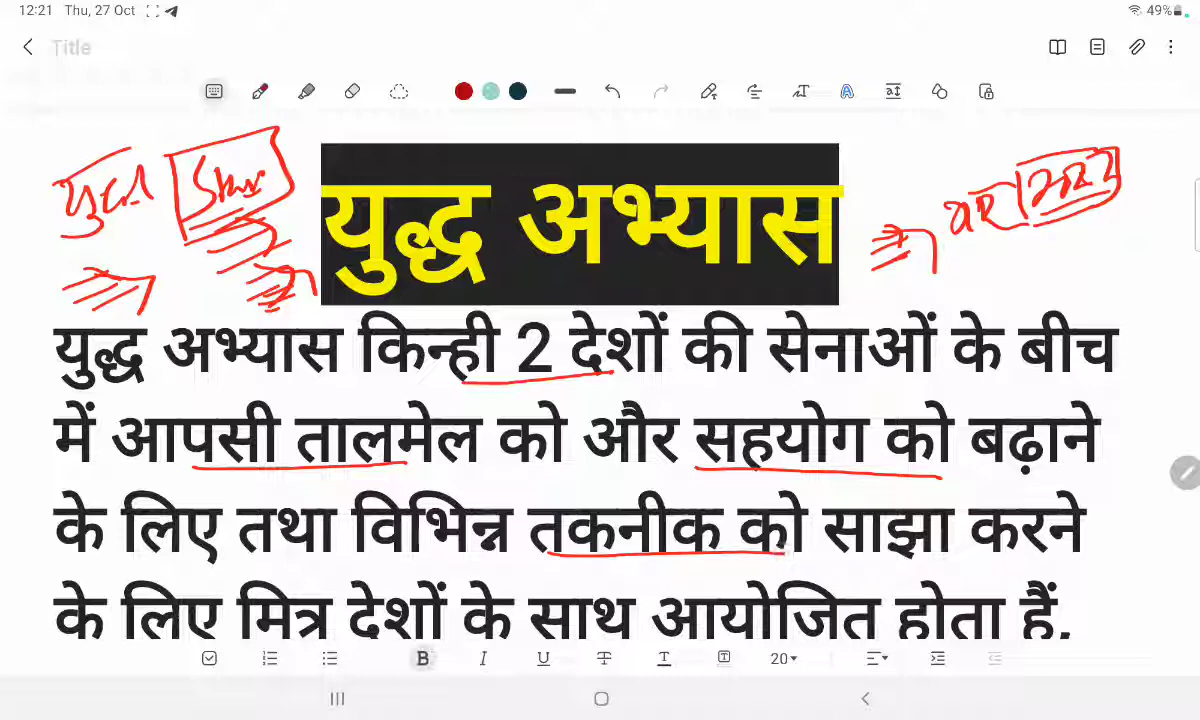 12:21 Thu, 27 Oct 49%
Title
युद्ध अभ्यास
युद्ध अभ्यास किन्ही 2 देशों की सेनाओं के बीच
में आपसी तालमेल को और सहयोग को बढ़ाने
के लिए तथा विभिन्न तकनीक को साझा करने
के लिए मित्र देशों के साथ आयोजित होता हैं.
B I U T T T 20